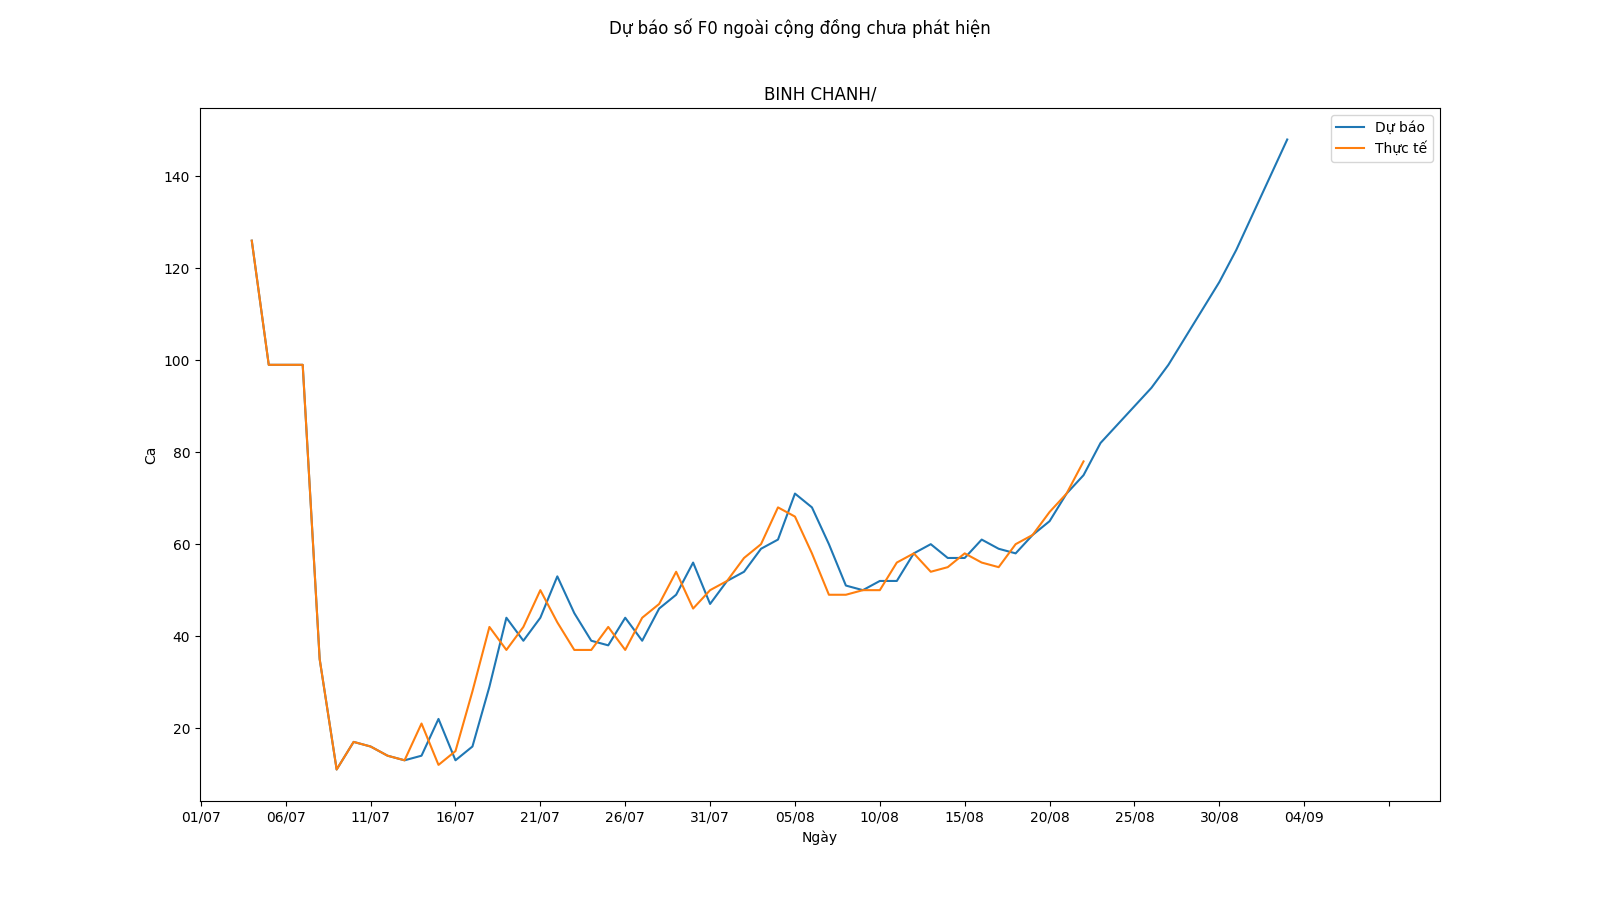 Dự báo số F0 ngoài cộng đồng chưa phát hiện
BINH CHANH/
Dự báo
Thực tế
140
120
100
80
60
40
20
Ca
01/07 06/07 11/07 16/07 21/07 26/07 31/07 05/08 10/08 15/08 20/08 25/08 30/08 04/09
Ngày